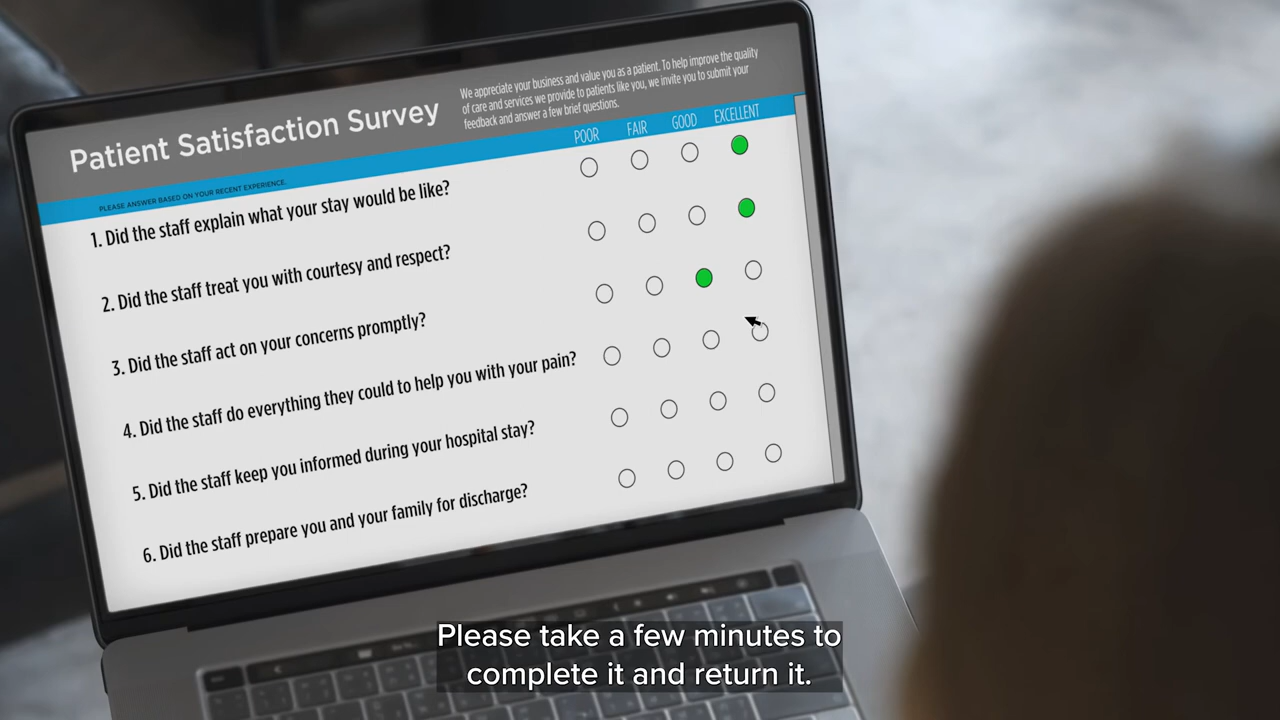 Patient Satisfaction Survey
We appreciate your business and value you as a patient. To help improve the quality
of care and services we provide to patients like you, we invite you to submit your
feedback and answer a few brief questions.
PLEASE ANSWER BASED ON YOUR RECENT EXPERIENCE.
POOR FAIR GOOD EXCELLENT
1. Did the staff explain what your stay would be like?
2. Did the staff treat you with courtesy and respect?
3. Did the staff act on your concerns promptly?
4. Did the staff do everything they could to help you with your pain?
5. Did the staff keep you informed during your hospital stay?
6. Did the staff prepare you and your family for discharge?
Please take a few minutes to
complete it and return it.